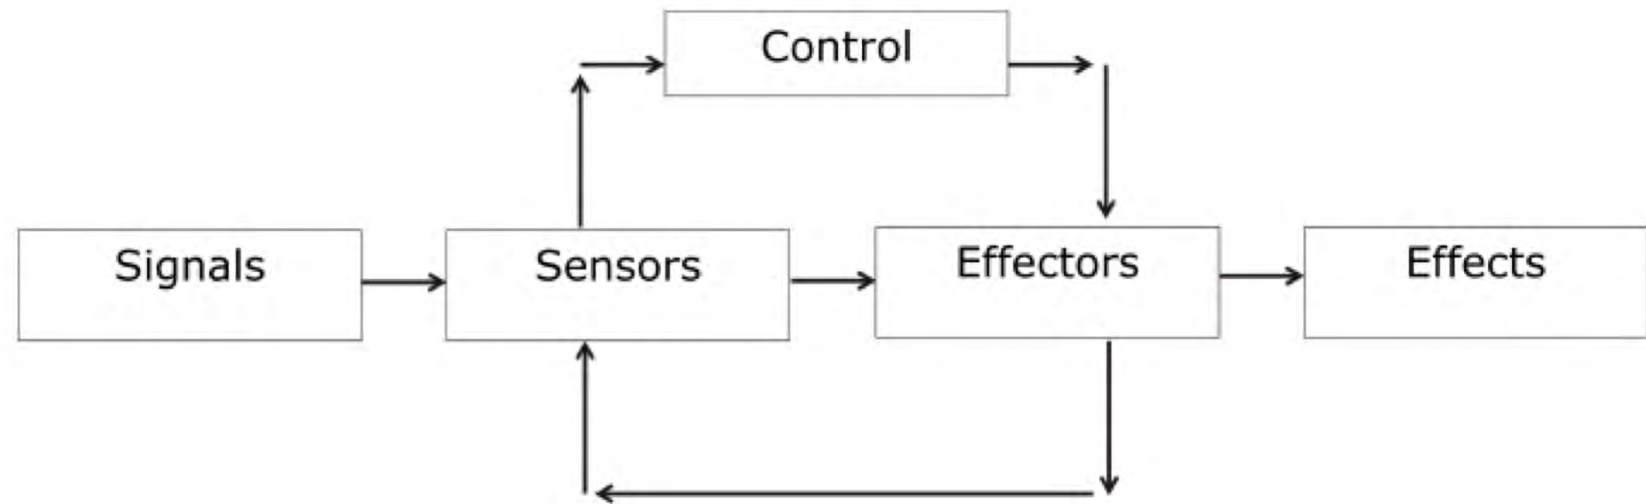 Control
Signals
Sensors
Effectors
Effects